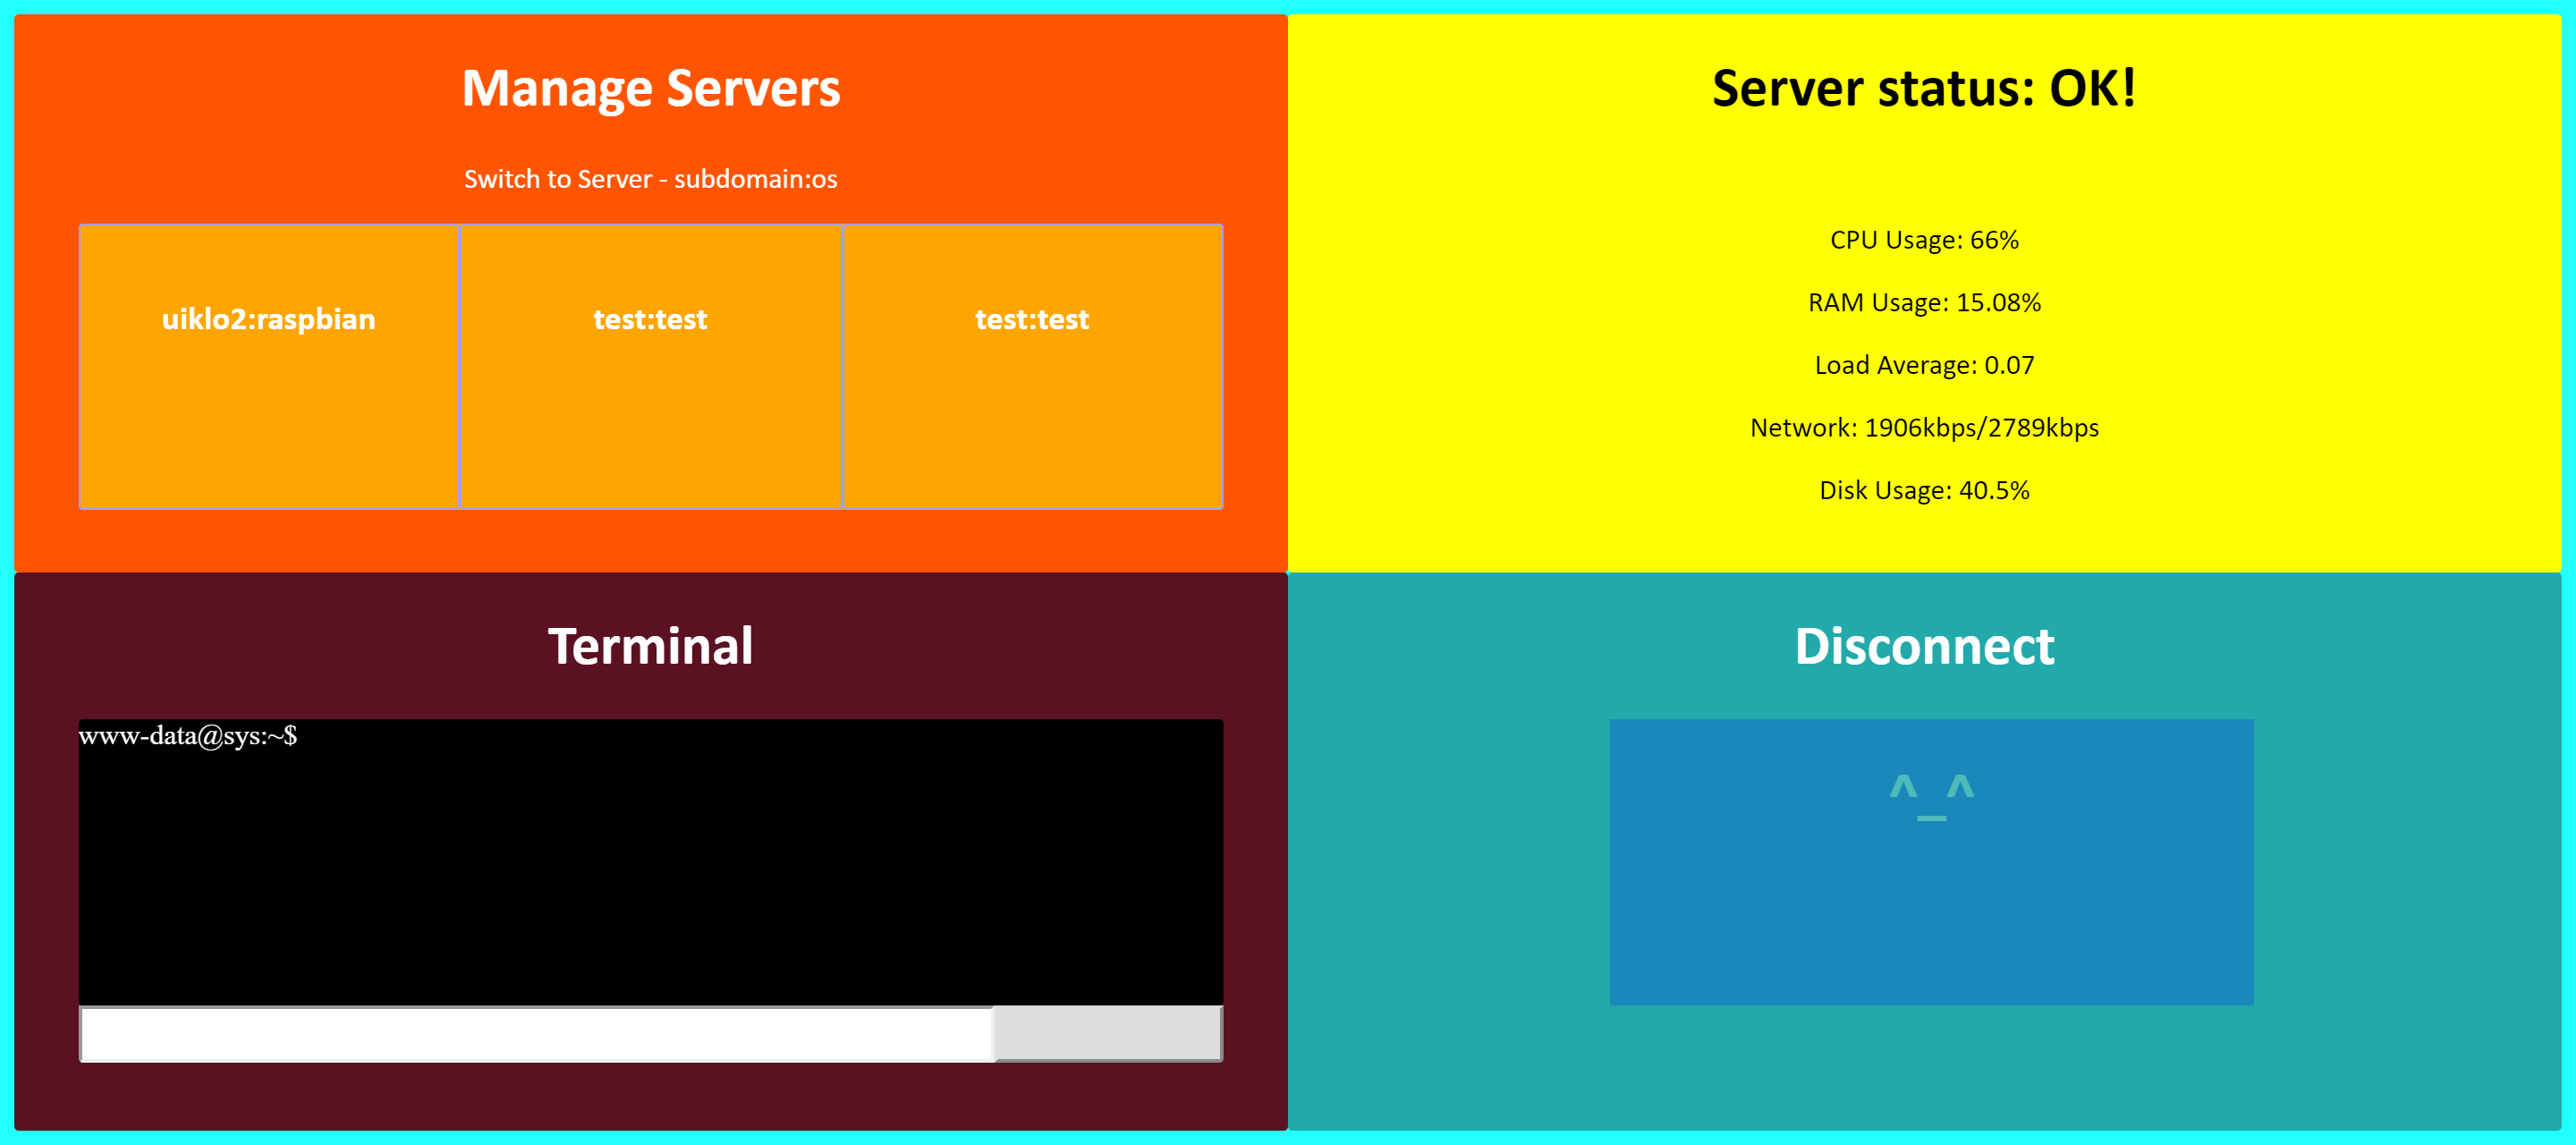 Manage Servers
Switch to Server - subdomain:os
uiklo2:raspbian
test:test
test:test
Server status: OK!
CPU Usage: 66%
RAM Usage: 15.08%
Load Average: 0.07
Network: 1906kbps/2789kbps
Disk Usage: 40.5%
Terminal
www-data@sys:~$
Disconnect
^_^